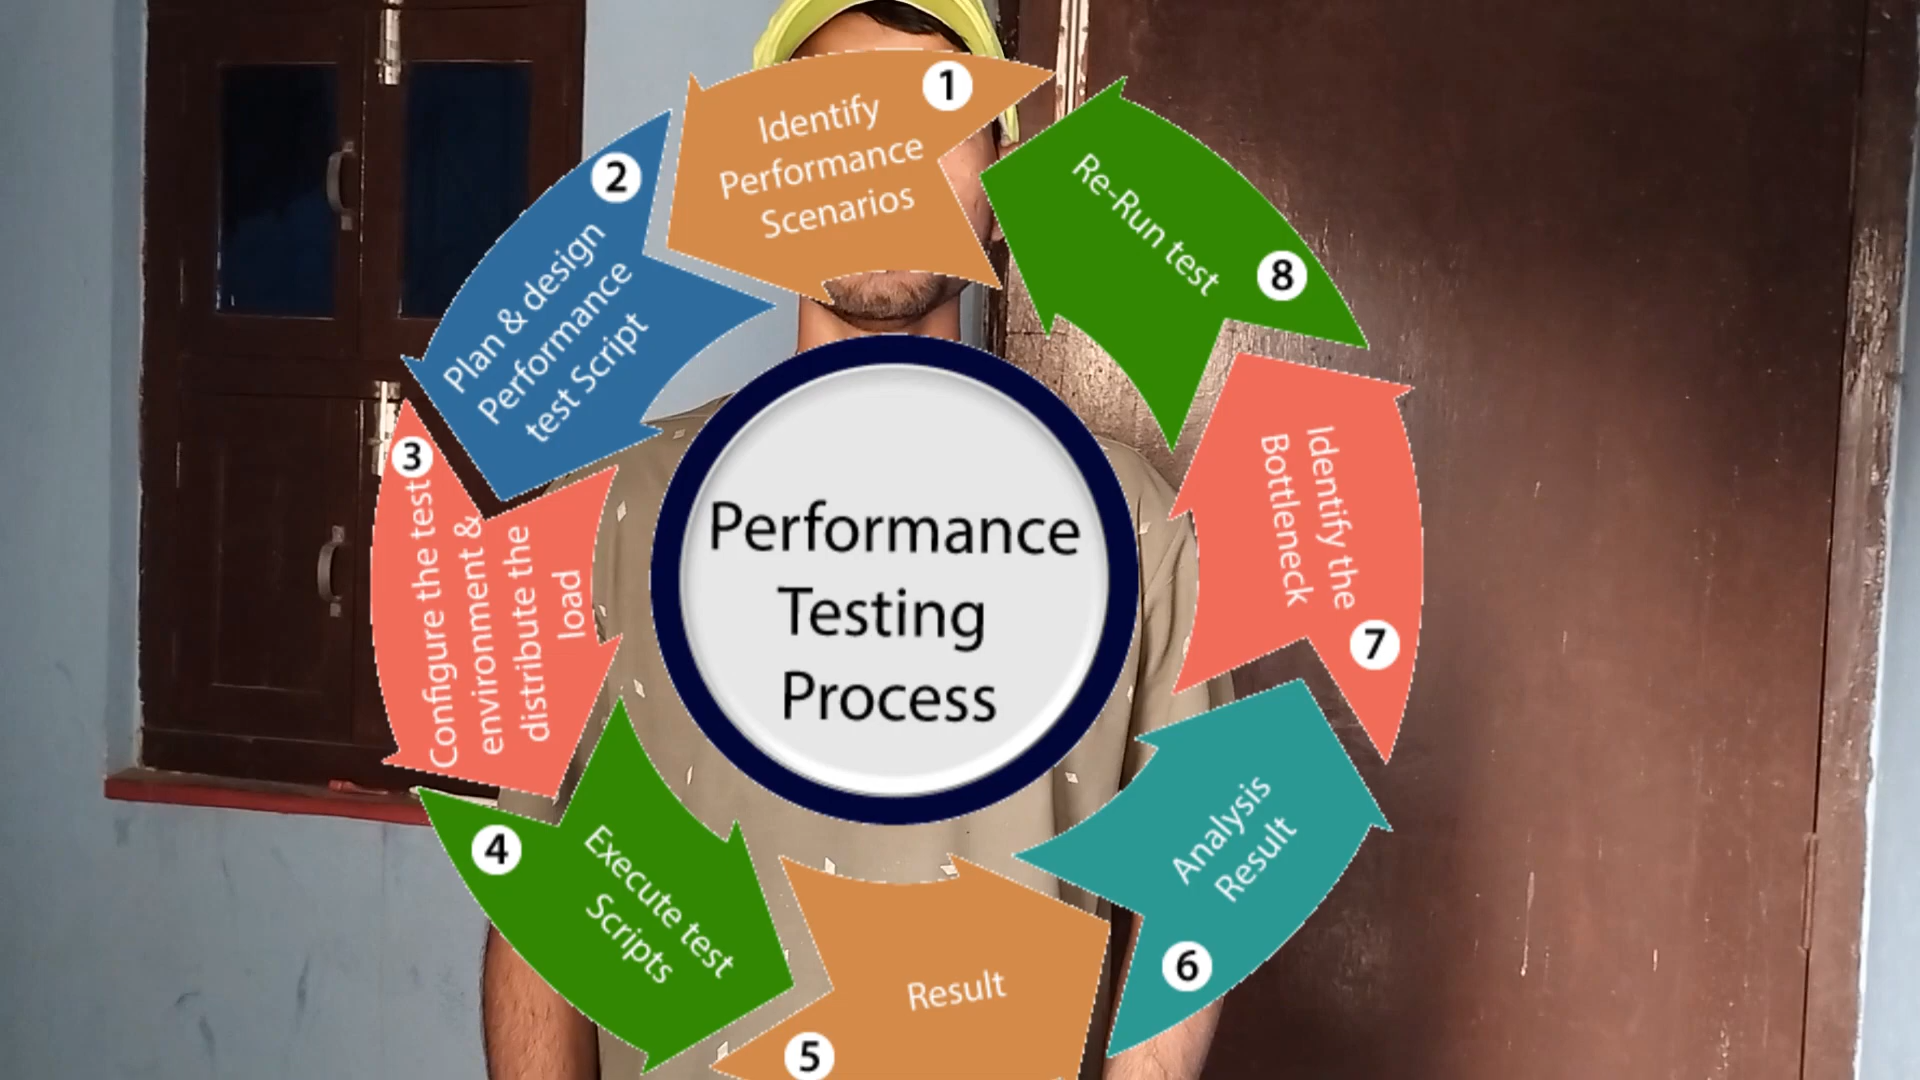 Performance
Testing
Process
1
Identify
Performance
Scenarios
2
Plan & design
Performance
test Script
3
Configure the test
environment &
distribute the
load
4
Execute test
Scripts
5
Result
6
Analysis
Result
7
Identify the
Bottleneck
8
Re-Run test